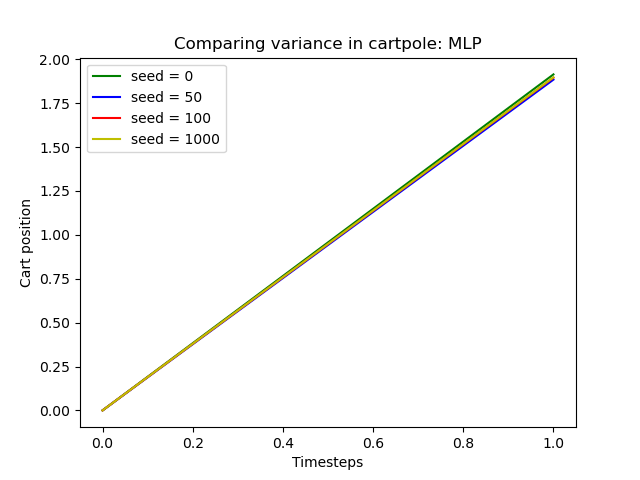 Comparing variance in cartpole: MLP
seed = 0
seed = 50
seed = 100
seed = 1000
Cart position
2.00
1.75
1.50
1.25
1.00
0.75
0.50
0.25
0.00
0.0 0.2 0.4 0.6 0.8 1.0
Timesteps